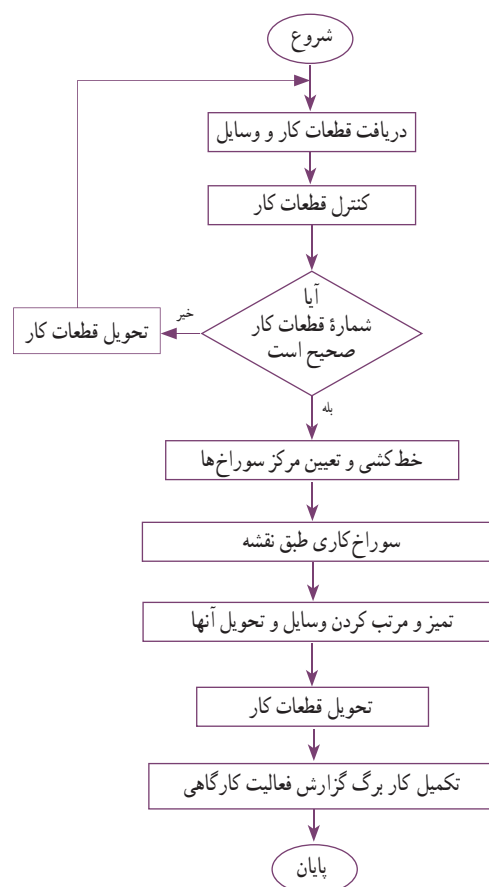 شروع
دریافت قطعات کار و وسایل
کنترل قطعات کار
آیا
شمارهٔ قطعات کار
صحیح است
خیر
تحویل قطعات کار
بله
خط‌کشی و تعیین مرکز سوراخ‌ها
سوراخ‌کاری طبق نقشه
تمیز و مرتب کردن وسایل و تحویل آنها
تحویل قطعات کار
تکمیل کار برگ گزارش فعالیت کارگاهی
پایان